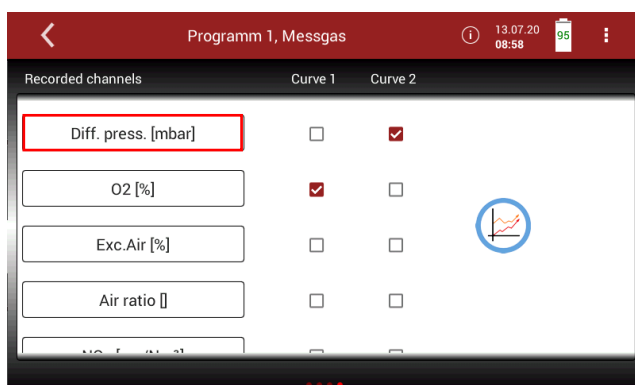 Programm 1, Messgas
13.07.20
08:58
95
Recorded channels Curve 1 Curve 2
Diff. press. [mbar]
O2 [%]
Exc.Air [%]
Air ratio []